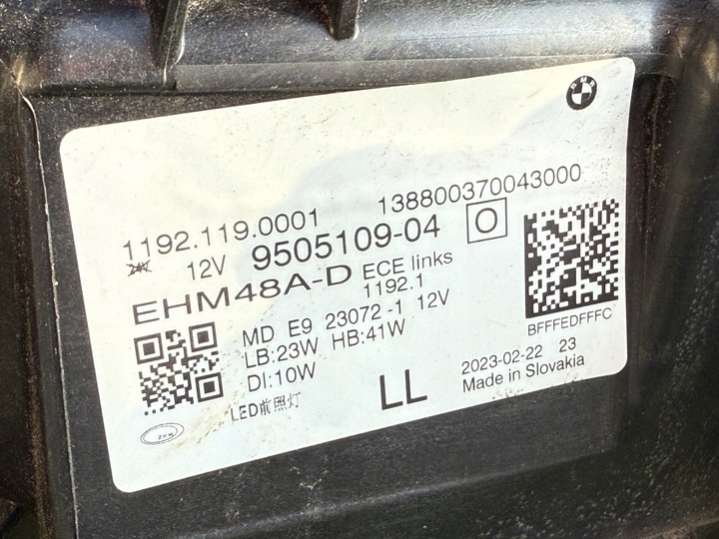 BMW
138800370043000
1192.119.0001
12V 9505109-04 O
EHM48A-D ECE links
1192.1
MD E9 23072-1 12V
LB:23W HB:41W
DI:10W
BFFFEDFFFC
LL
2023-02-22 23
Made in Slovakia
LED前照灯